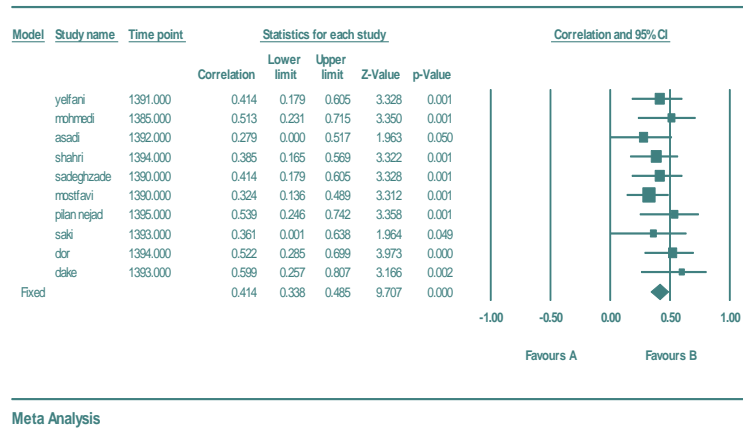 Model Study name Time point Statistics for each study Correlation and 95% CI
Lower Upper
Correlation limit limit Z-Value p-Value
yelfani 1391.000 0.414 0.179 0.605 3.328 0.001
mohmedi 1385.000 0.513 0.231 0.715 3.350 0.001
asadi 1392.000 0.279 0.000 0.517 1.963 0.050
shahri 1394.000 0.385 0.165 0.569 3.322 0.001
sadeghzade 1390.000 0.414 0.179 0.605 3.328 0.001
mostfavi 1390.000 0.324 0.136 0.489 3.312 0.001
pilan nejad 1395.000 0.539 0.246 0.742 3.358 0.001
saki 1393.000 0.361 0.001 0.638 1.964 0.049
dor 1394.000 0.522 0.285 0.699 3.973 0.000
dake 1393.000 0.599 0.257 0.807 3.166 0.002
Fixed 0.414 0.338 0.485 9.707 0.000
-1.00 -0.50 0.00 0.50 1.00
Favours A Favours B
Meta Analysis